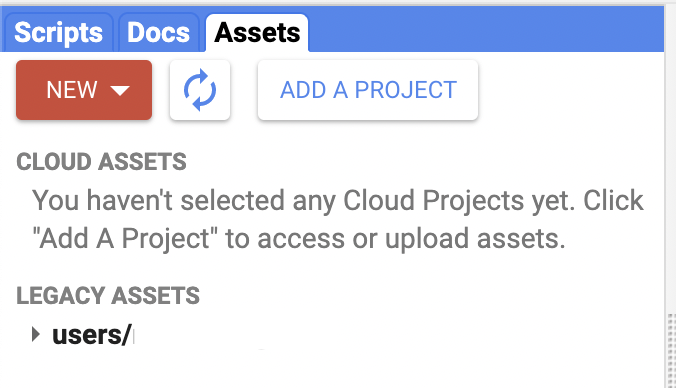 Scripts Docs Assets
NEW ADD A PROJECT
CLOUD ASSETS
You haven't selected any Cloud Projects yet. Click
"Add A Project" to access or upload assets.
LEGACY ASSETS
users/